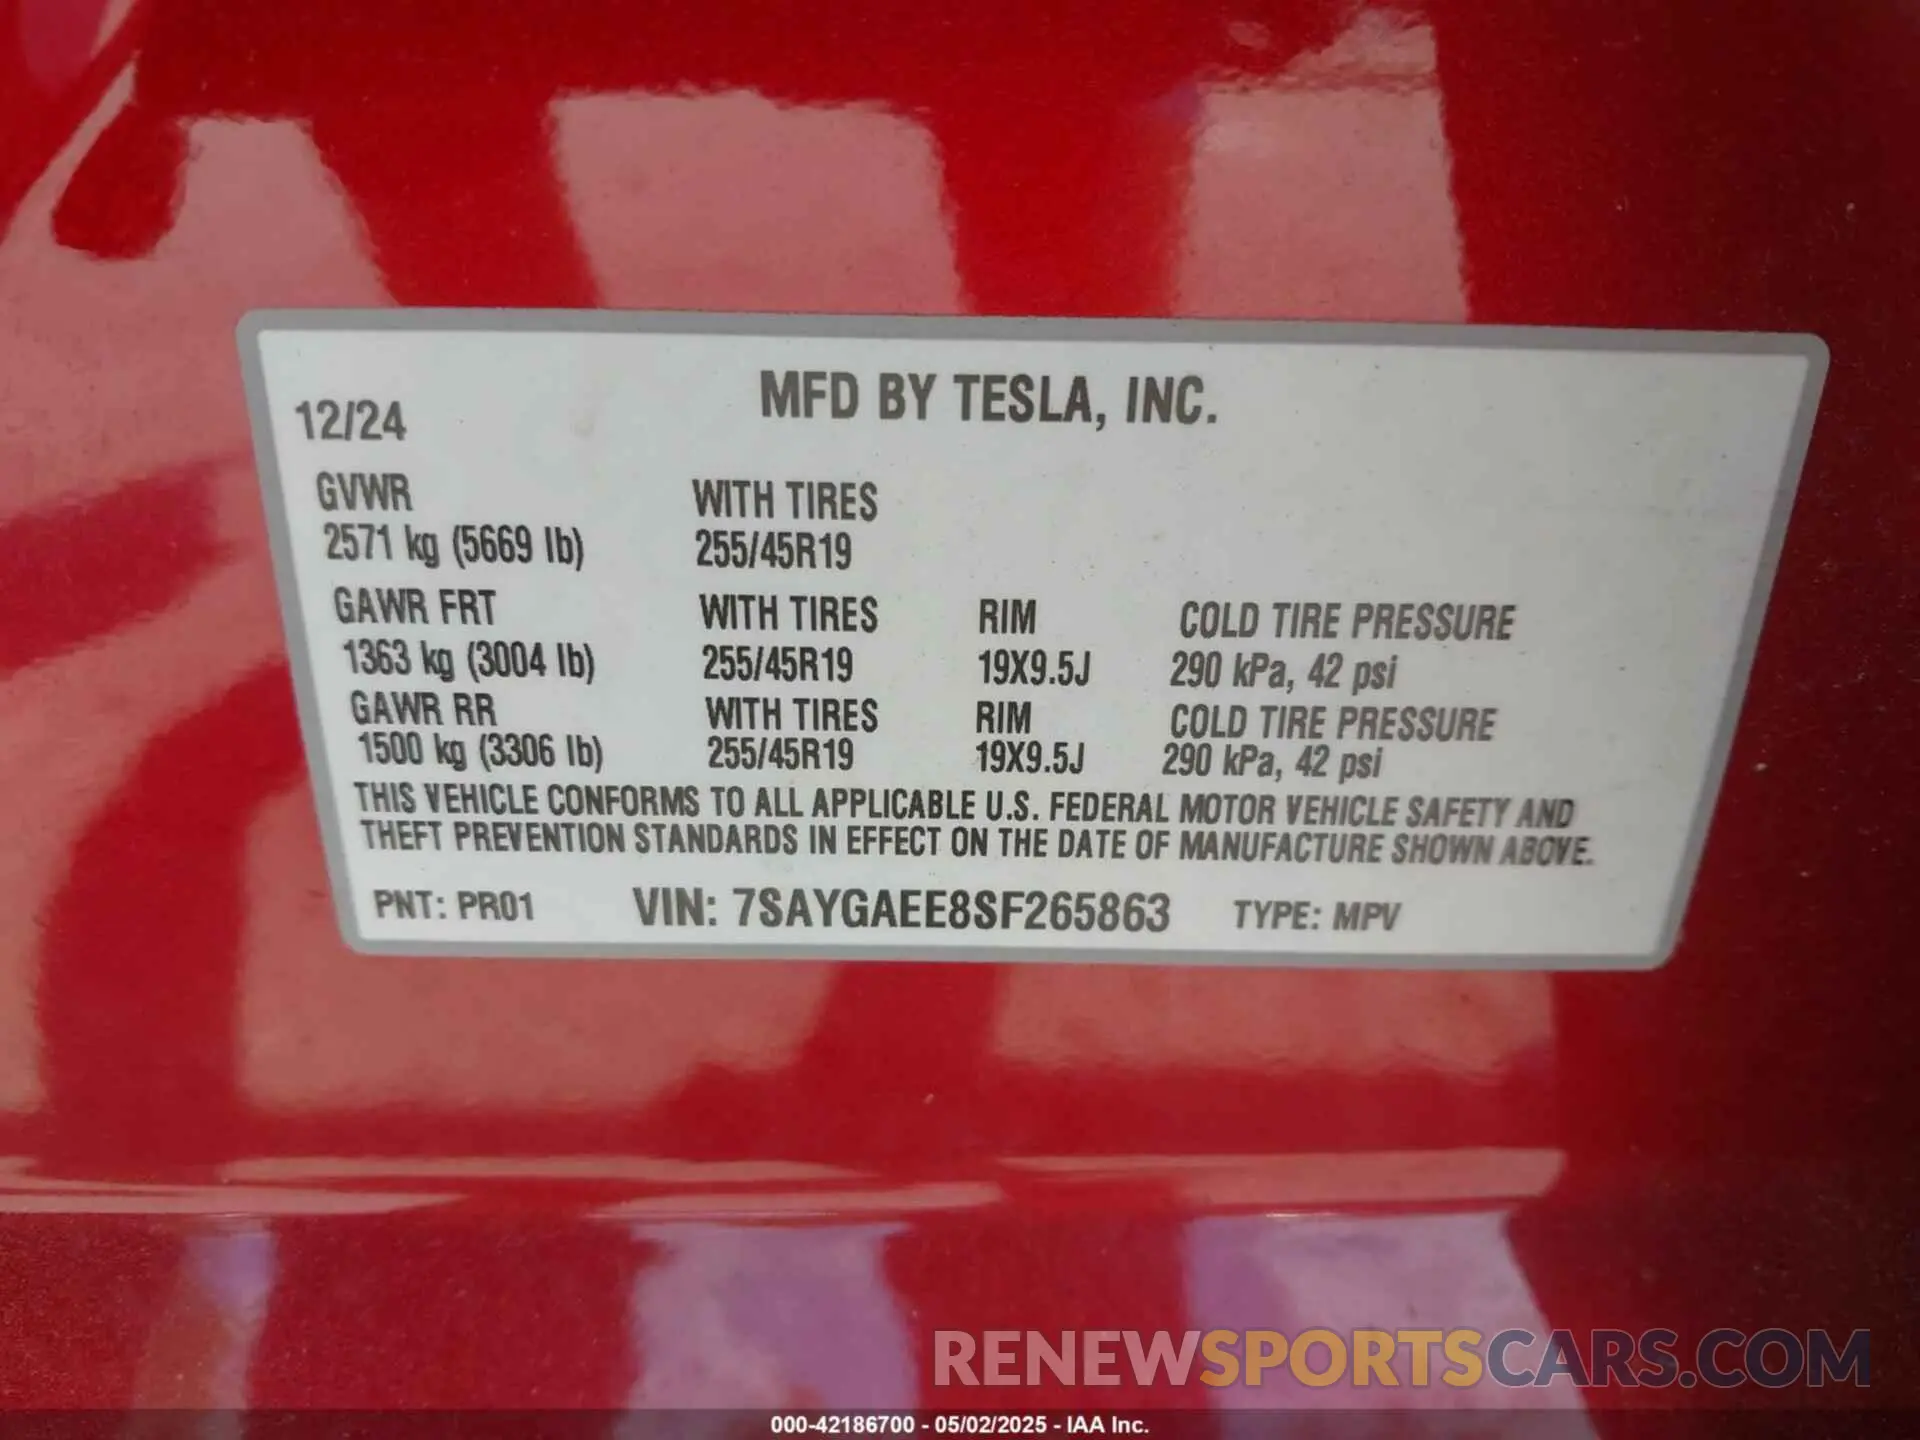 12/24 MFD BY TESLA, INC.
GVWR WITH TIRES
2571 kg (5669 lb) 255/45R19
GAWR FRT WITH TIRES RIM COLD TIRE PRESSURE
1363 kg (3004 lb) 255/45R19 19X9.5J 290 kPa, 42 psi
GAWR RR WITH TIRES RIM COLD TIRE PRESSURE
1500 kg (3306 lb) 255/45R19 19X9.5J 290 kPa, 42 psi
THIS VEHICLE CONFORMS TO ALL APPLICABLE U.S. FEDERAL MOTOR VEHICLE SAFETY AND
THEFT PREVENTION STANDARDS IN EFFECT ON THE DATE OF MANUFACTURE SHOWN ABOVE.
PNT: PR01 VIN: 7SAYGAEE8SF265863 TYPE: MPV
RENEWSPORTSCARS.COM
000-42186700 - 05/02/2025 - IAA Inc.